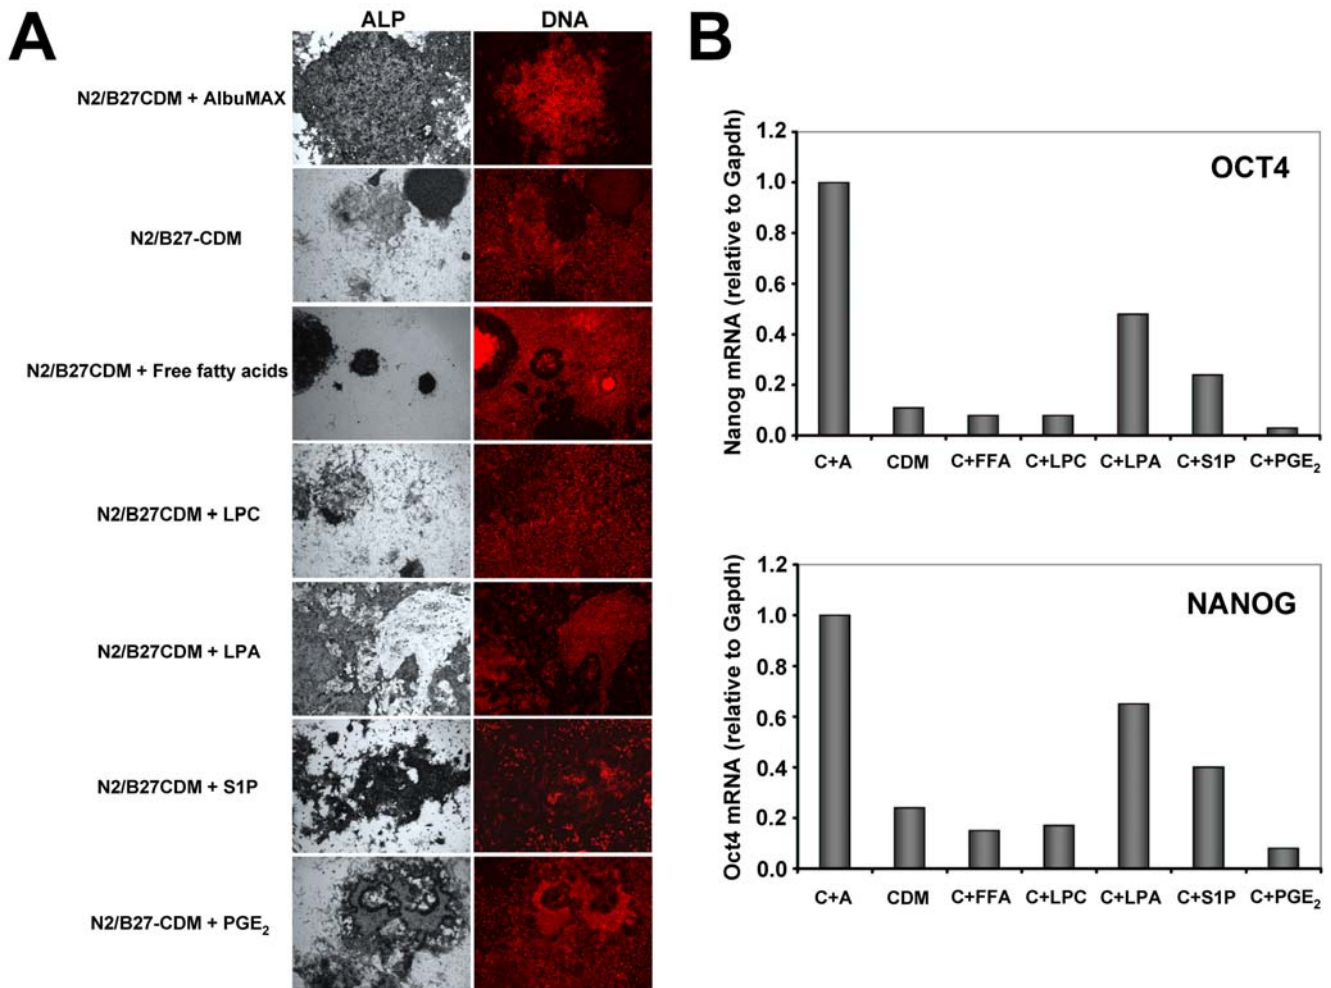 A
ALP
DNA
N2/B27CDM + AlbuMAX
N2/B27-CDM
N2/B27CDM + Free fatty acids
N2/B27CDM + LPC
N2/B27CDM + LPA
N2/B27CDM + S1P
N2/B27-CDM + PGE₂
B
OCT4
Nanog mRNA (relative to Gapdh)
1.2
1.0
0.8
0.6
0.4
0.2
0.0
C+A CDM C+FFA C+LPC C+LPA C+S1P C+PGE₂
NANOG
Oct4 mRNA (relative to Gapdh)
1.2
1.0
0.8
0.6
0.4
0.2
0.0
C+A CDM C+FFA C+LPC C+LPA C+S1P C+PGE₂